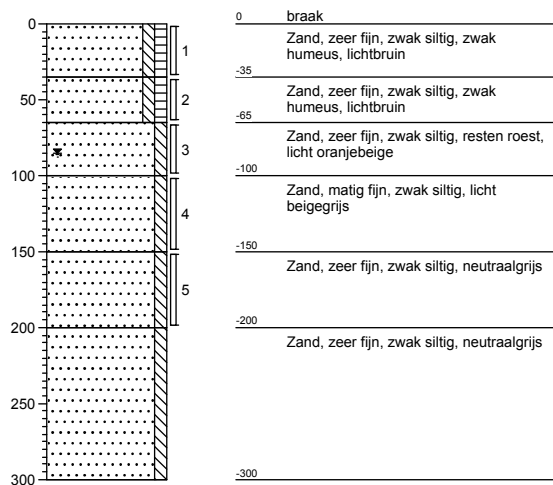 0
50
100
150
200
250
300
1
2
3
4
5
0
braak
Zand, zeer fijn, zwak siltig, zwak
humeus, lichtbruin
-35
Zand, zeer fijn, zwak siltig, zwak
humeus, lichtbruin
-65
Zand, zeer fijn, zwak siltig, resten roest,
licht oranjebeige
-100
Zand, matig fijn, zwak siltig, licht
beigegrijs
-150
Zand, zeer fijn, zwak siltig, neutraalgrijs
-200
Zand, zeer fijn, zwak siltig, neutraalgrijs
-300